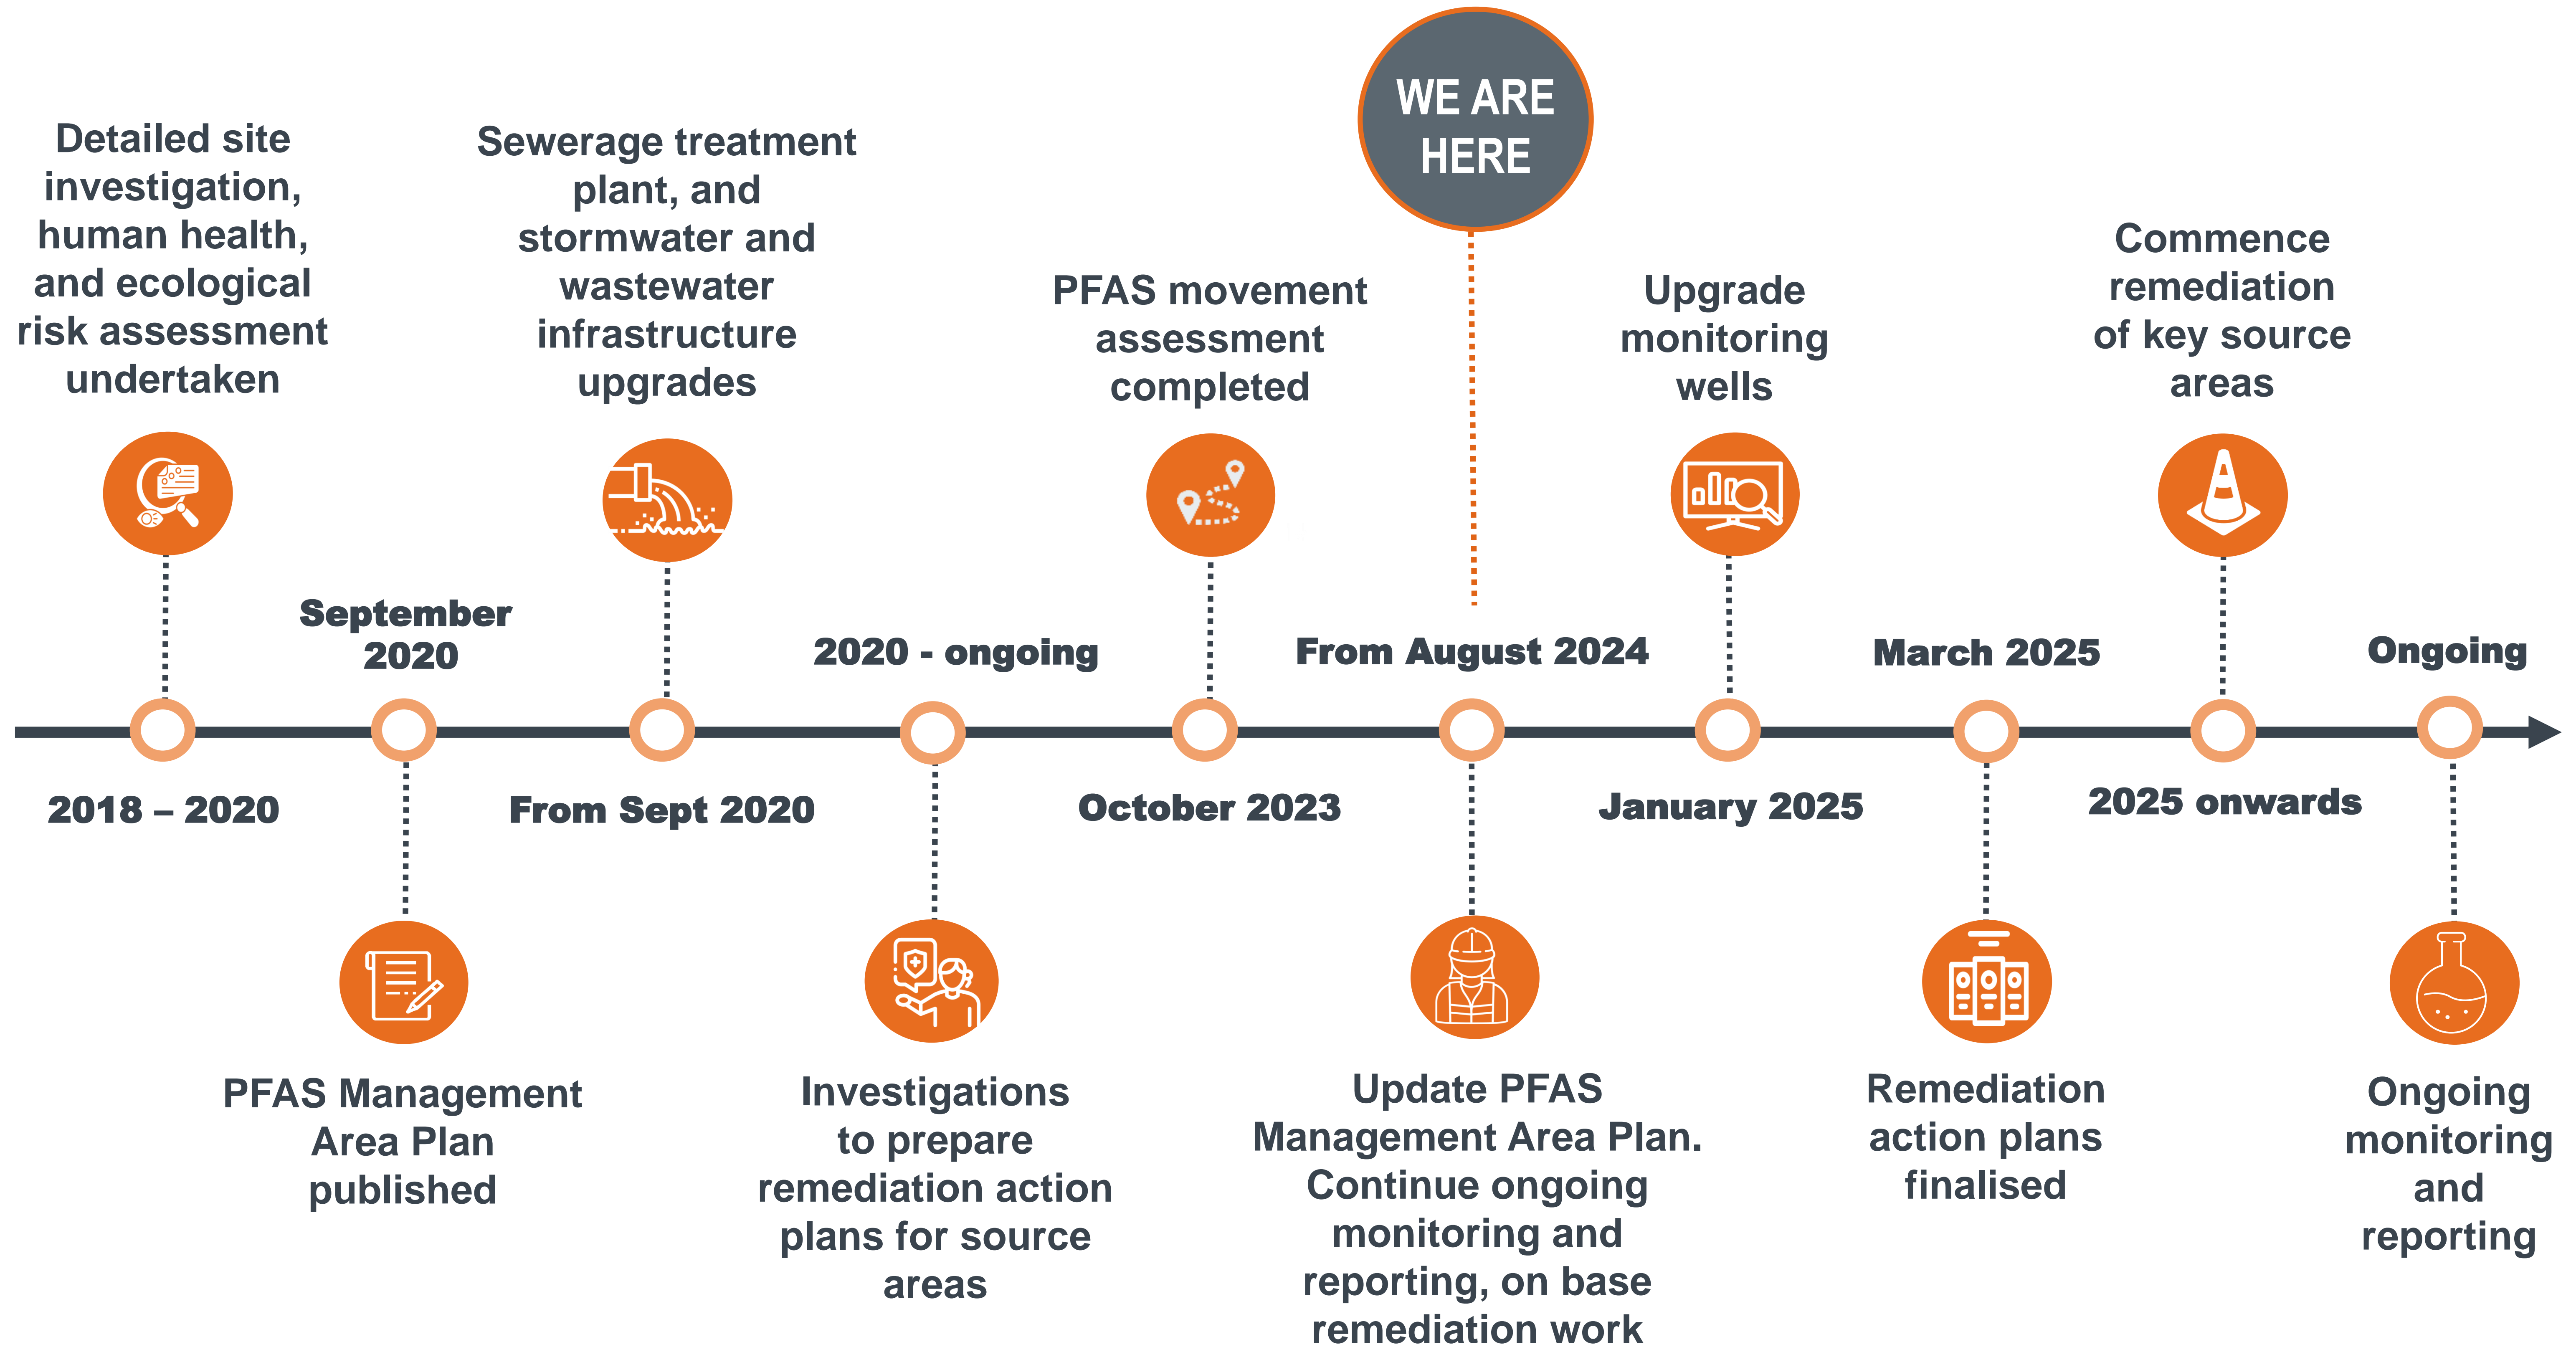 WE ARE
HERE
Detailed site
investigation,
human health,
and ecological
risk assessment
undertaken
2018 – 2020
September
2020
PFAS Management
Area Plan
published
Sewerage treatment
plant, and
stormwater and
wastewater
infrastructure
upgrades
From Sept 2020
2020 - ongoing
Investigations
to prepare
remediation action
plans for source
areas
PFAS movement
assessment
completed
October 2023
From August 2024
Update PFAS
Management Area Plan.
Continue ongoing
monitoring and
reporting, on base
remediation work
Upgrade
monitoring
wells
January 2025
March 2025
Remediation
action plans
finalised
Commence
remediation
of key source
areas
2025 onwards
Ongoing
Ongoing
monitoring
and
reporting